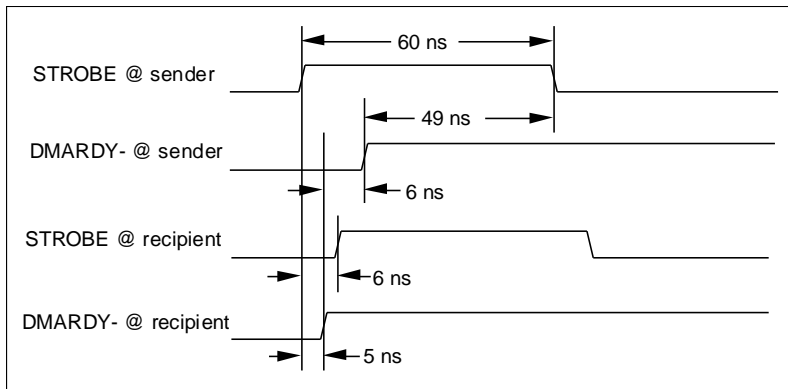 60 ns
STROBE @ sender
49 ns
DMARDY- @ sender
6 ns
STROBE @ recipient
6 ns
DMARDY- @ recipient
5 ns